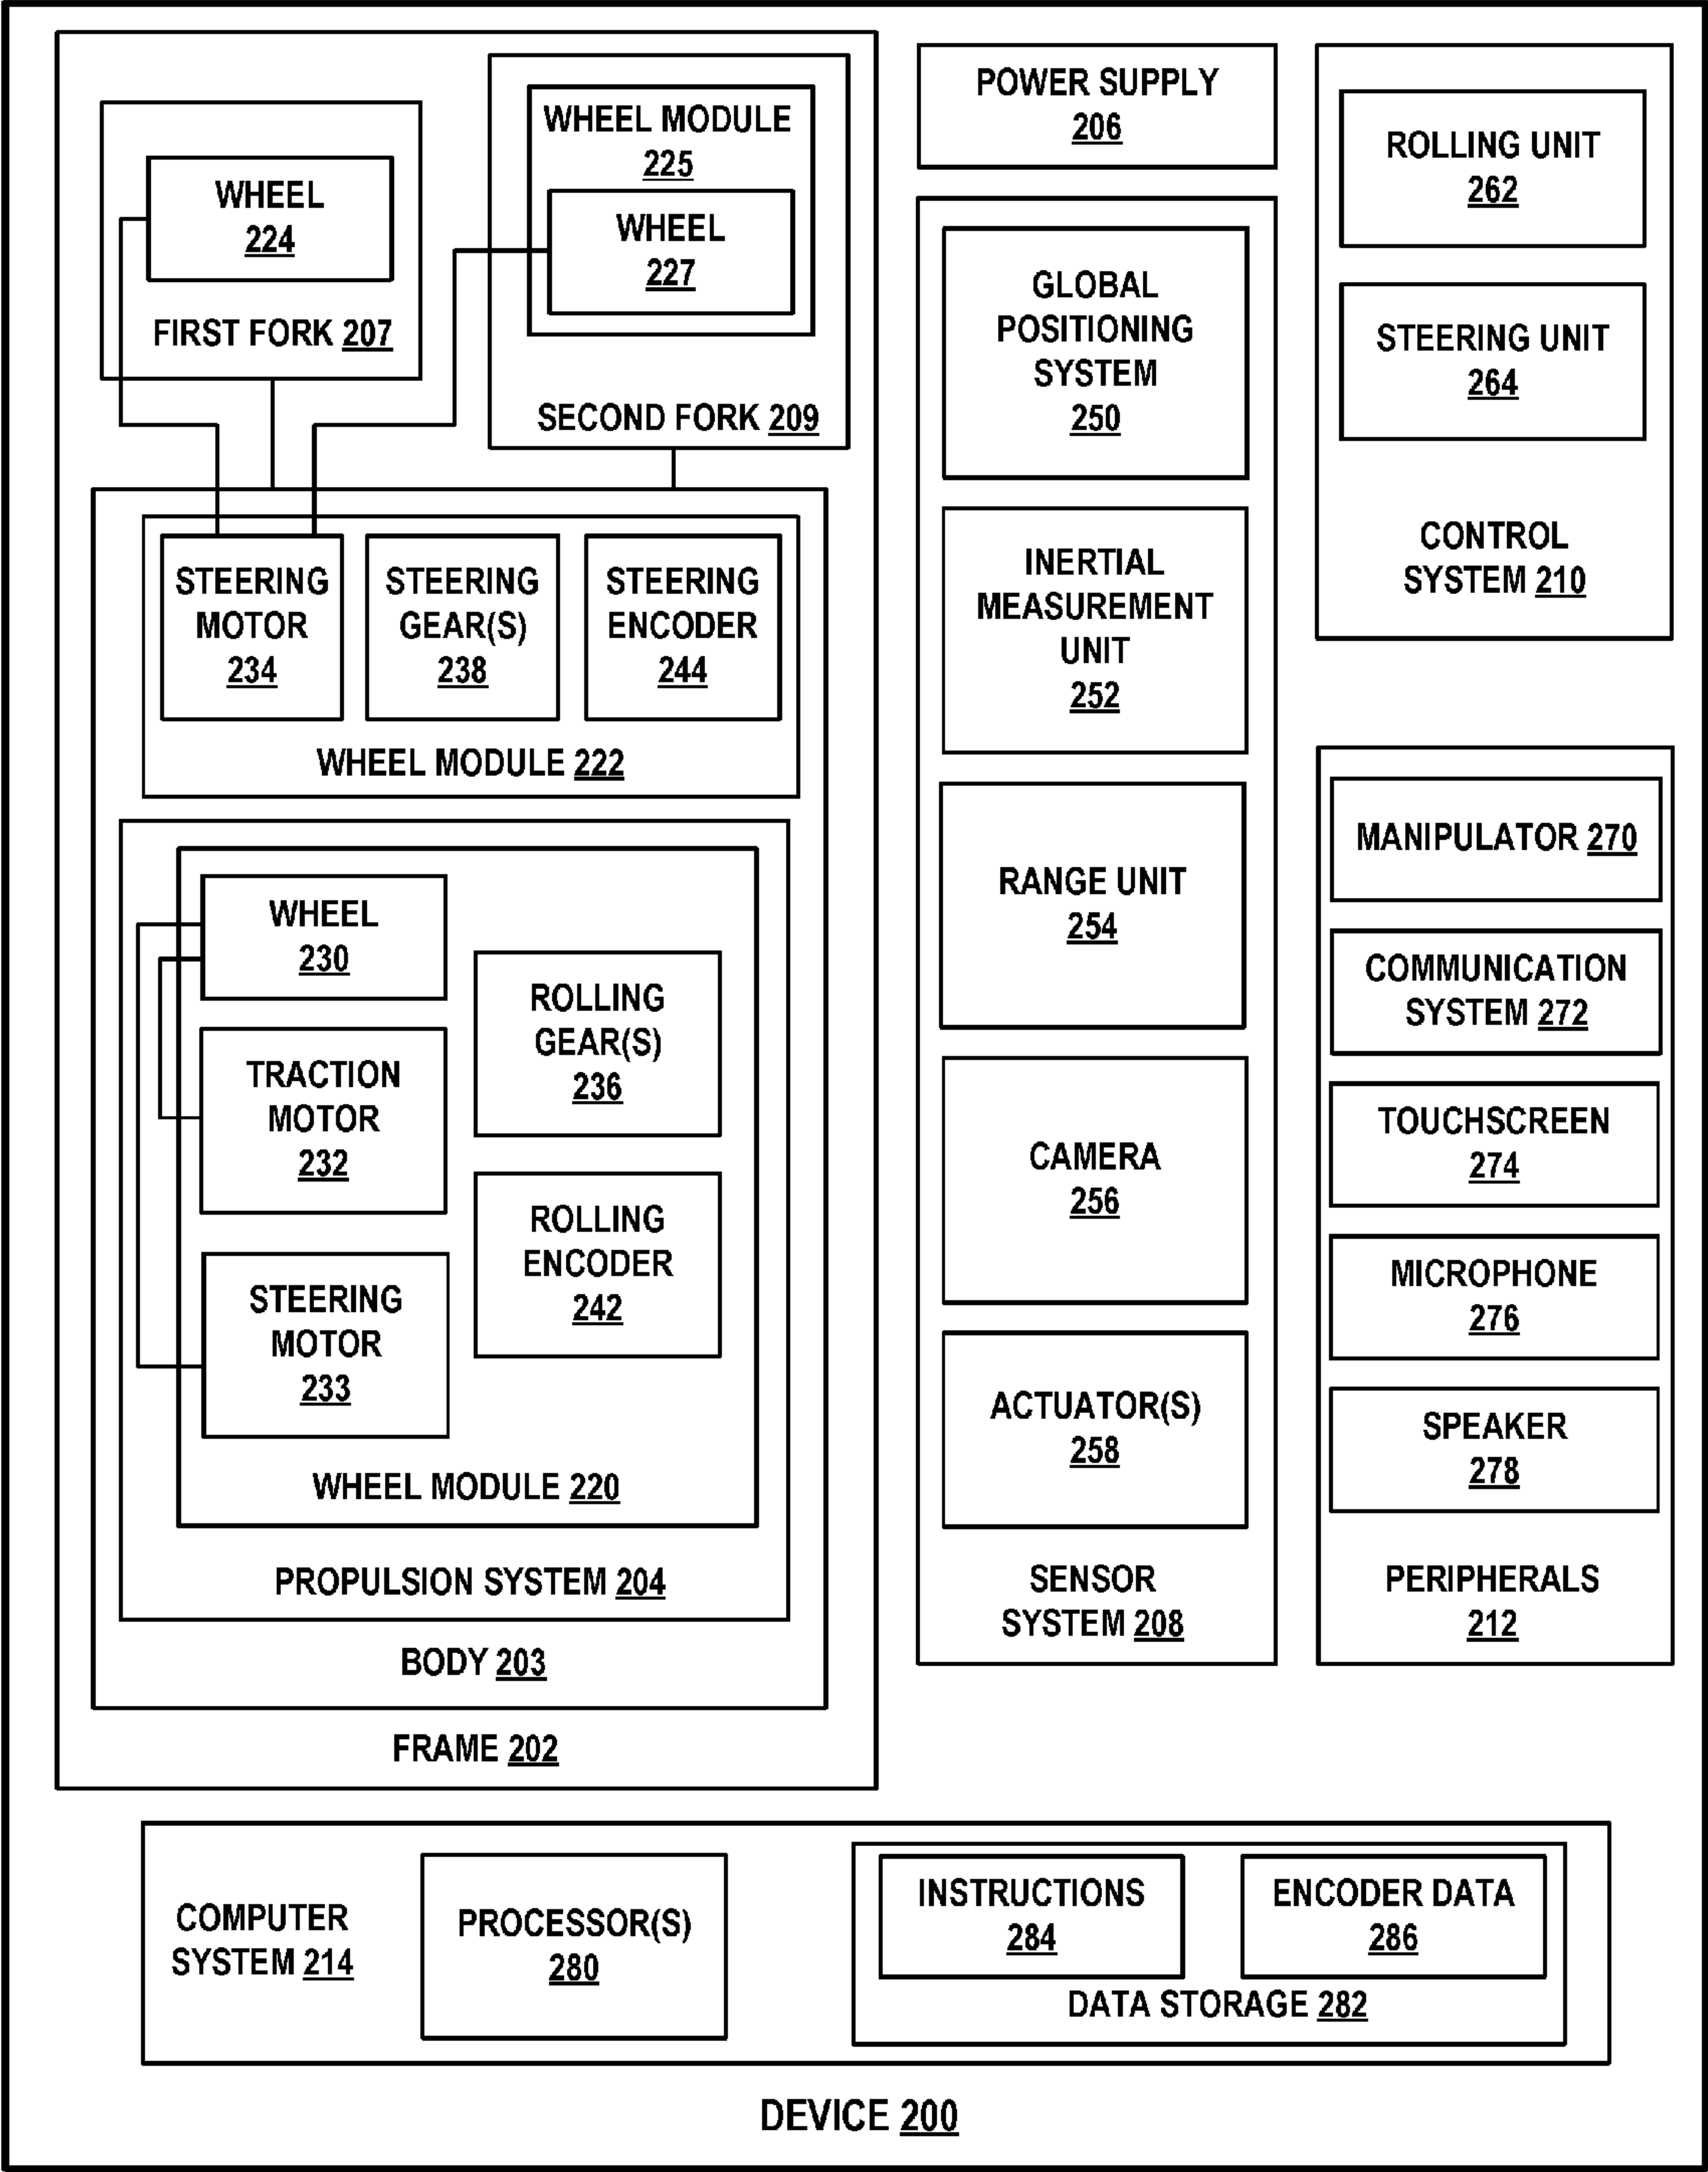 WHEEL
224
FIRST FORK 207
WHEEL MODULE
225
WHEEL
227
SECOND FORK 209
STEERING
MOTOR
234
STEERING
GEAR(S)
238
STEERING
ENCODER
244
WHEEL MODULE 222
WHEEL
230
TRACTION
MOTOR
232
STEERING
MOTOR
233
ROLLING
GEAR(S)
236
ROLLING
ENCODER
242
WHEEL MODULE 220
PROPULSION SYSTEM 204
BODY 203
FRAME 202
POWER SUPPLY
206
GLOBAL
POSITIONING
SYSTEM
250
INERTIAL
MEASUREMENT
UNIT
252
RANGE UNIT
254
CAMERA
256
ACTUATOR(S)
258
SENSOR
SYSTEM 208
ROLLING UNIT
262
STEERING UNIT
264
CONTROL
SYSTEM 210
MANIPULATOR 270
COMMUNICATION
SYSTEM 272
TOUCHSCREEN
274
MICROPHONE
276
SPEAKER
278
PERIPHERALS
212
COMPUTER
SYSTEM 214
PROCESSOR(S)
280
INSTRUCTIONS
284
ENCODER DATA
286
DATA STORAGE 282
DEVICE 200